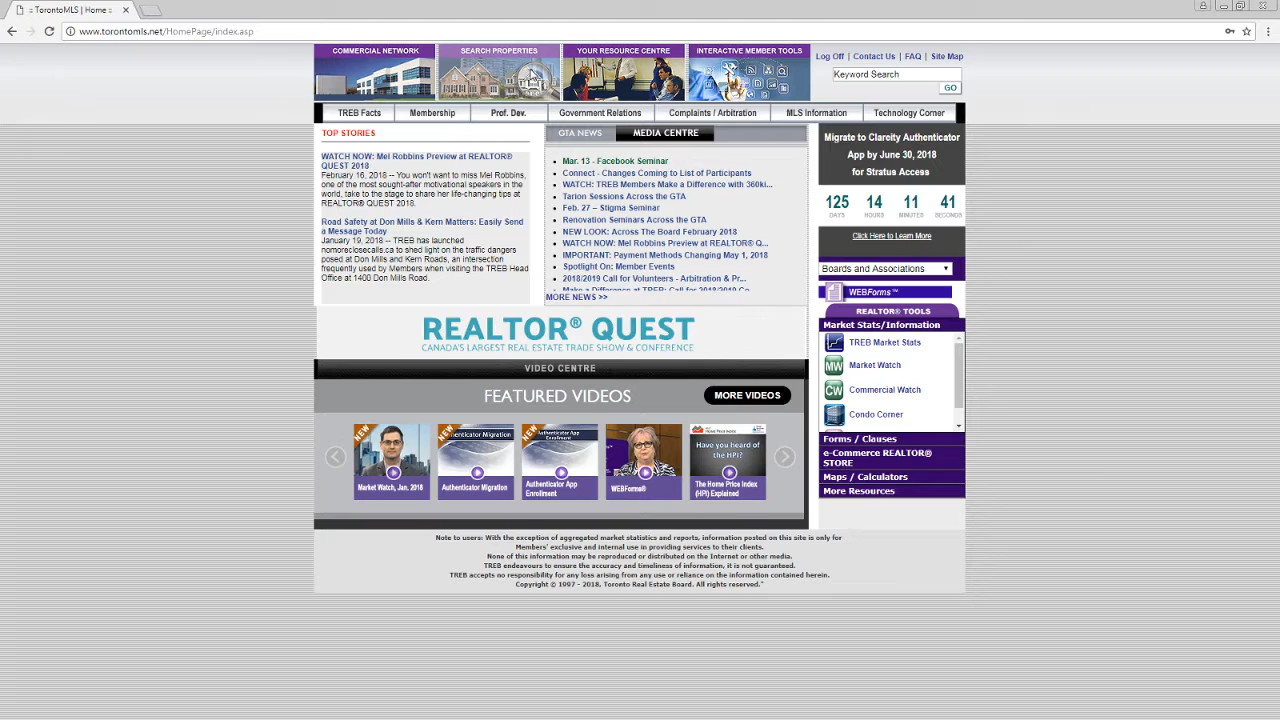 :: TorontoMLS | Home ::
www.torontomls.net/HomePage/index.asp
COMMERCIAL NETWORK
SEARCH PROPERTIES
YOUR RESOURCE CENTRE
INTERACTIVE MEMBER TOOLS
Log Off | Contact Us | FAQ | Site Map
Keyword Search
GO
TREB Facts
Membership
Prof. Dev.
Government Relations
Complaints / Arbitration
MLS Information
Technology Corner
TOP STORIES
WATCH NOW: Mel Robbins Preview at REALTOR®
QUEST 2018
February 16, 2018 -- You won't want to miss Mel Robbins,
one of the most sought-after motivational speakers in the
world, take to the stage to share her life-changing tips at
REALTOR® QUEST 2018.
Road Safety at Don Mills & Kern Matters: Easily Send
a Message Today
January 19, 2018 -- TREB has launched
nomoreclosecalls.ca to shed light on the traffic dangers
posed at Don Mills and Kern Roads, an intersection
frequently used by Members when visiting the TREB Head
Office at 1400 Don Mills Road.
GTA NEWS
MEDIA CENTRE
Mar. 13 - Facebook Seminar
Connect - Changes Coming to List of Participants
WATCH: TREB Members Make a Difference with 360ki...
Tarion Sessions Across the GTA
Feb. 27 – Stigma Seminar
Renovation Seminars Across the GTA
NEW LOOK: Across The Board February 2018
WATCH NOW: Mel Robbins Preview at REALTOR® Q...
IMPORTANT: Payment Methods Changing May 1, 2018
Spotlight On: Member Events
2018/2019 Call for Volunteers - Arbitration & Pr...
Make a Difference at TREB: Call for 2018/2019 Co...
MORE NEWS >>
Migrate to Clareity Authenticator
App by June 30, 2018
for Stratus Access
125 14 11 41
DAYS HOURS MINUTES SECONDS
Click Here to Learn More
Boards and Associations
WEBForms™
REALTOR® TOOLS
Market Stats/Information
TREB Market Stats
MW Market Watch
CW Commercial Watch
Condo Corner
Forms / Clauses
e-Commerce REALTOR®
STORE
Maps / Calculators
More Resources
REALTOR® QUEST
CANADA'S LARGEST REAL ESTATE TRADE SHOW & CONFERENCE
VIDEO CENTRE
FEATURED VIDEOS
MORE VIDEOS
NEW
Market Watch, Jan. 2018
NEW
Authenticator Migration
Authenticator Migration
NEW
Authenticator App
Enrollment
Authenticator App
Enrollment
WEBForms®
Have you heard of
the HPI?
The Home Price Index
(HPI) Explained
Note to users: With the exception of aggregated market statistics and reports, information posted on this site is only for
Members' exclusive and internal use in providing services to their clients.
None of this information may be reproduced or distributed on the Internet or other media.
TREB endeavours to ensure the accuracy and timeliness of information, it is not guaranteed.
TREB accepts no responsibility for any loss arising from any use or reliance on the information contained herein.
Copyright © 1997 - 2018, Toronto Real Estate Board. All rights reserved."